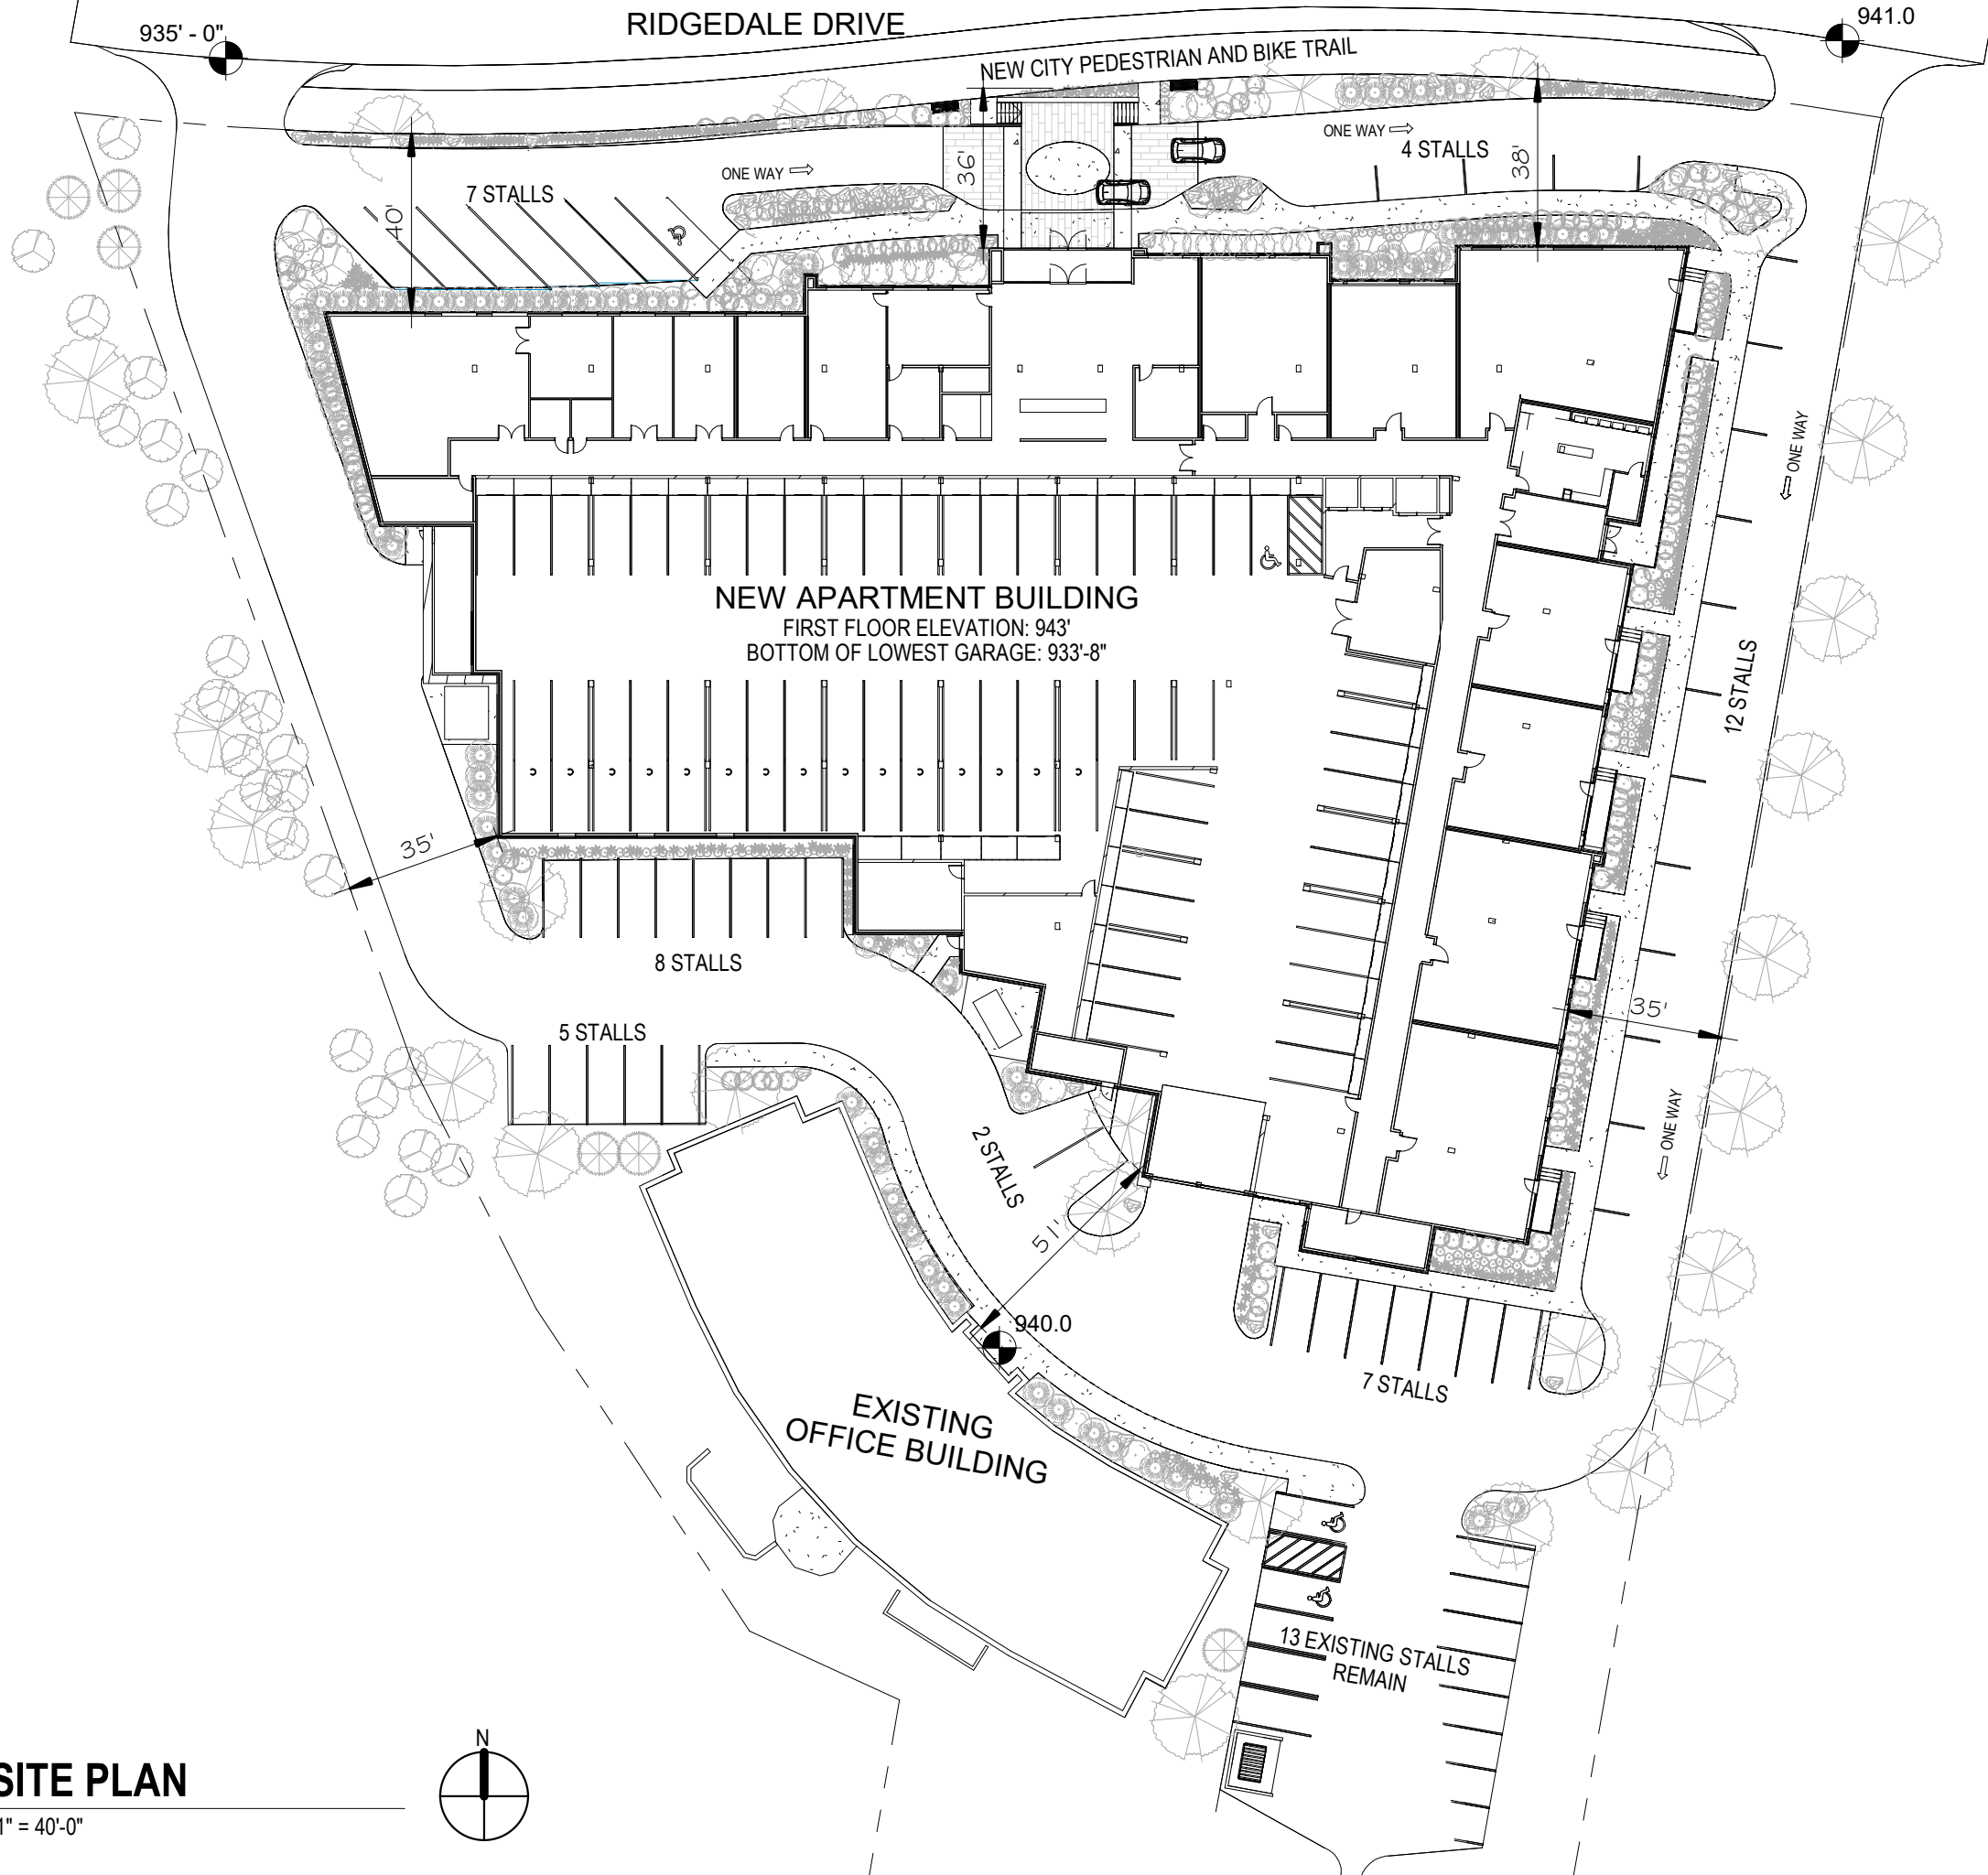 RIDGEDALE DRIVE
935' - 0"
941.0
NEW CITY PEDESTRIAN AND BIKE TRAIL
ONE WAY
4 STALLS
38'
36'
ONE WAY
7 STALLS
40'
ONE WAY
NEW APARTMENT BUILDING
FIRST FLOOR ELEVATION: 943'
BOTTOM OF LOWEST GARAGE: 933'-8"
12 STALLS
35'
8 STALLS
35'
5 STALLS
ONE WAY
2 STALLS
51'
940.0
7 STALLS
EXISTING
OFFICE BUILDING
13 EXISTING STALLS
REMAIN
N
SITE PLAN
1" = 40'-0"